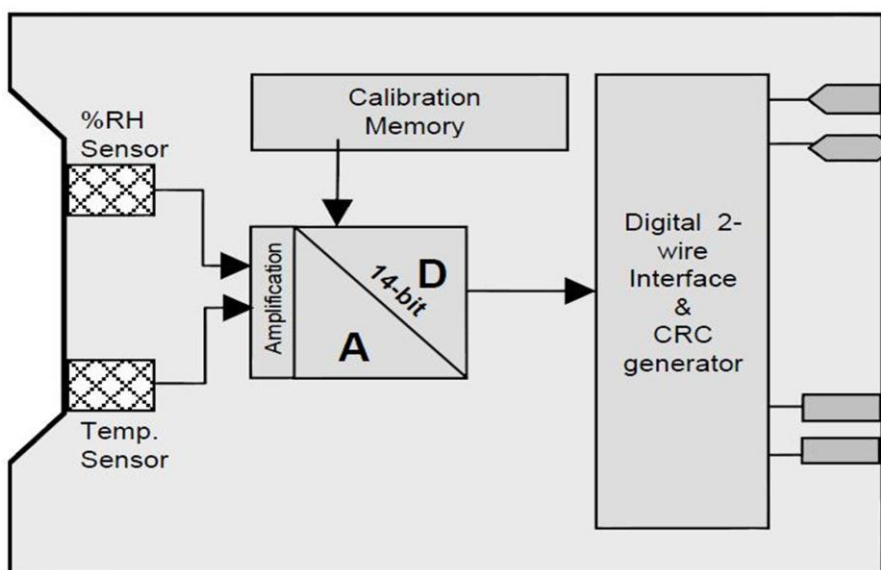 %RH
Sensor
Calibration
Memory
Amplification
14-bit
D
A
Digital 2-
wire
Interface
&
CRC
generator
Temp.
Sensor